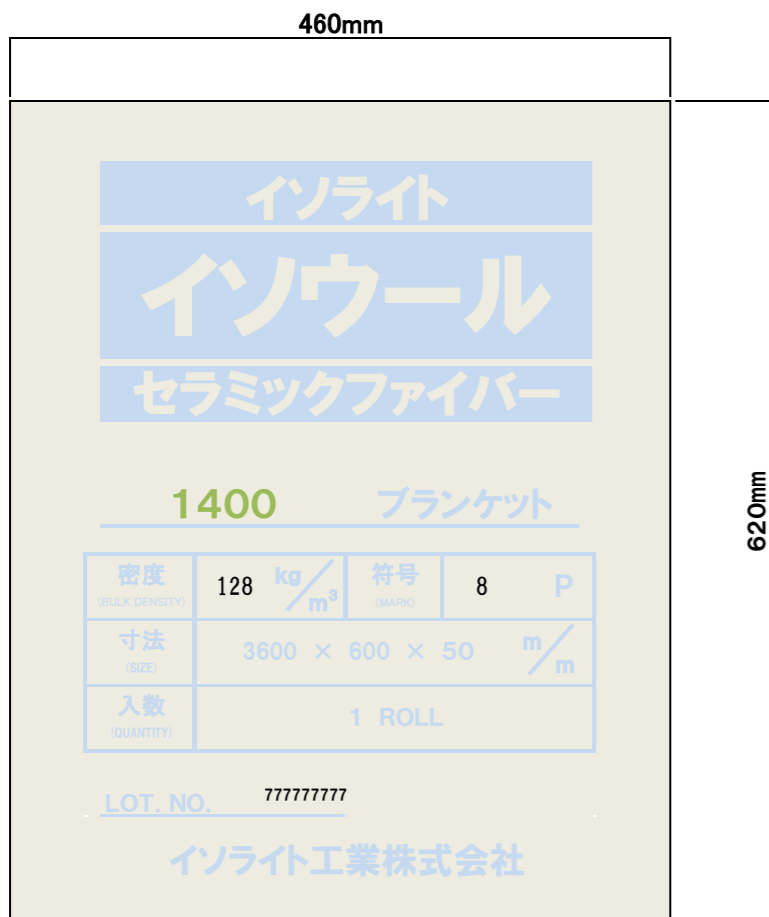 460mm
イソライト
イソウール
セラミックファイバー
1400 ブランケット
密度 128 kg/m³ 符号 8 P
(BULK DENSITY) (MARK)
寸法 3600 × 600 × 50 m/m
(SIZE)
入数 1 ROLL
(QUANTITY)
LOT. NO. 777777777
イソライト工業株式会社
620mm